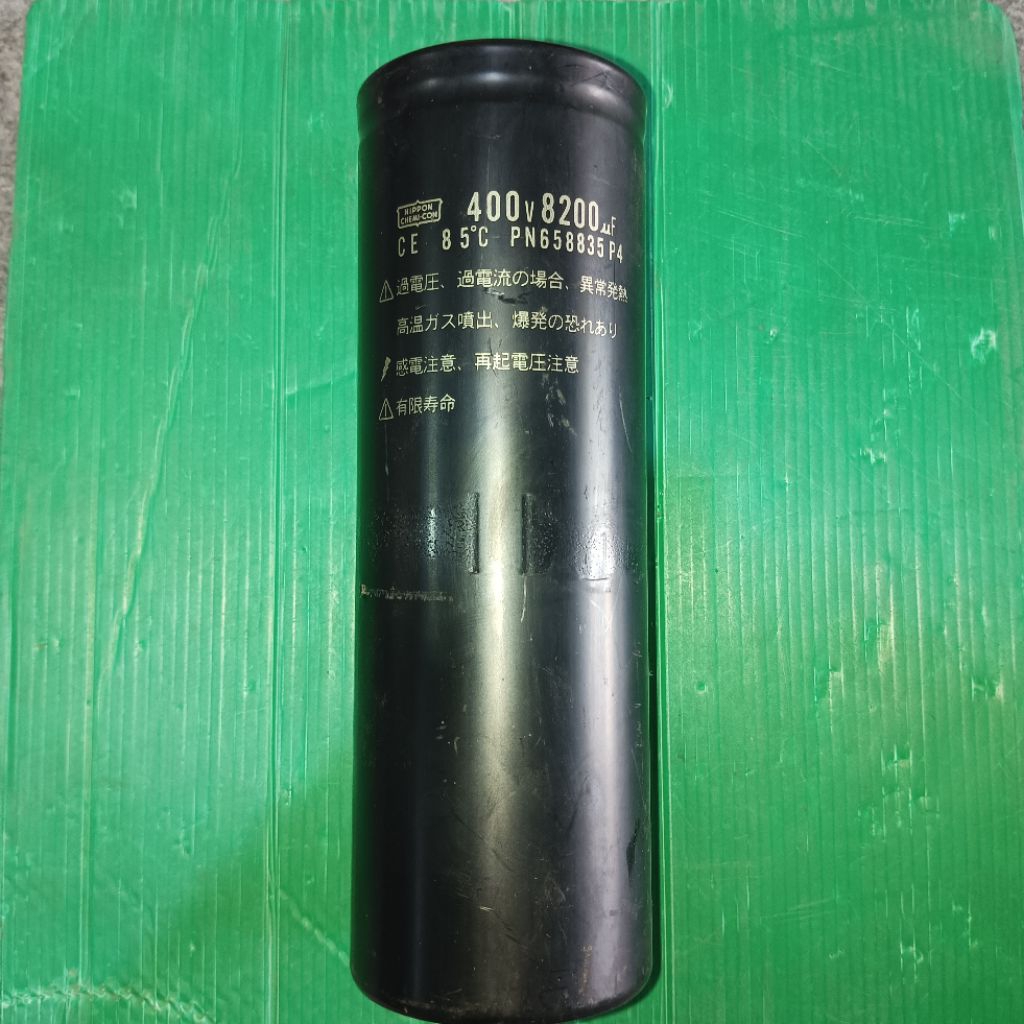 NIPPON
CHEMI-CON
400V 8200μF
CE 85°C PN658835P4
⚠過電圧、過電流の場合、異常発熱
高温ガス噴出、爆発の恐れあり
感電注意、再起電圧注意
⚠有限寿命